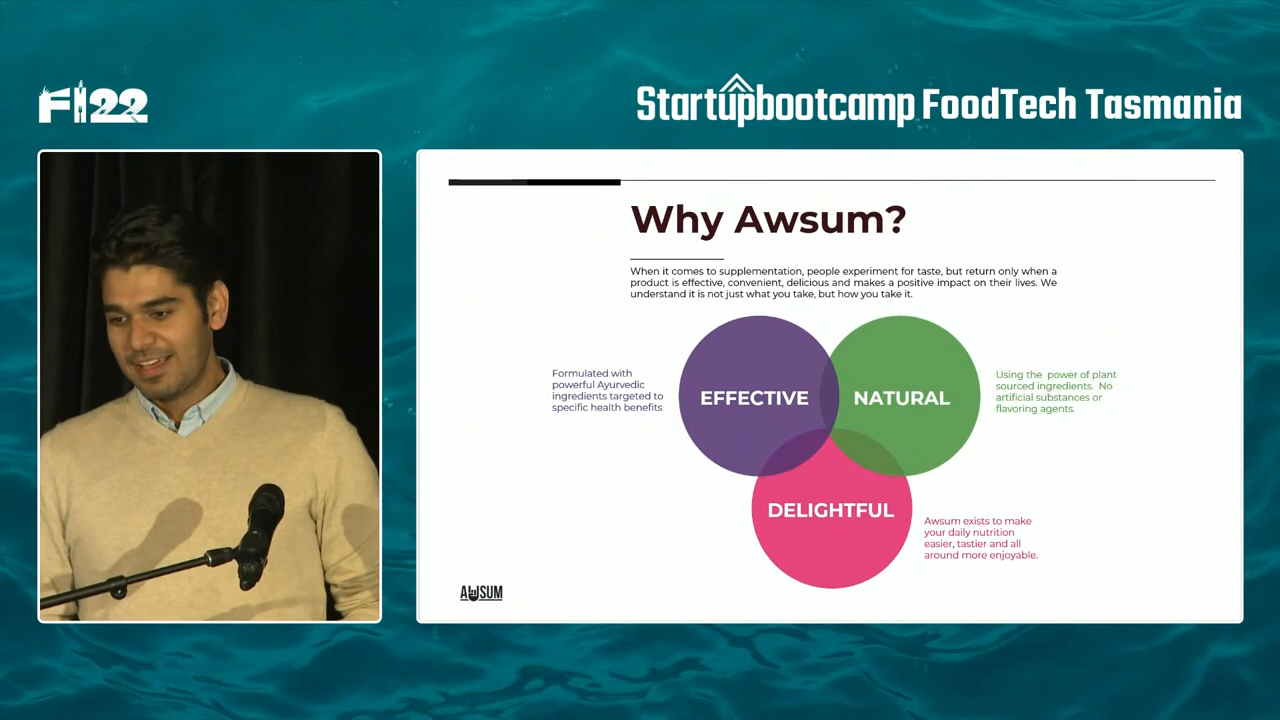 FI22
Startupbootcamp FoodTech Tasmania
Why Awsum?
When it comes to supplementation, people experiment for taste, but return only when a
product is effective, convenient, delicious and makes a positive impact on their lives. We
understand it is not just what you take, but how you take it.
Formulated with
powerful Ayurvedic
ingredients targeted to
specific health benefits
EFFECTIVE
NATURAL
Using the power of plant
sourced ingredients. No
artificial substances or
flavoring agents.
DELIGHTFUL
Awsum exists to make
your daily nutrition
easier, tastier and all
around more enjoyable.
AWSUM